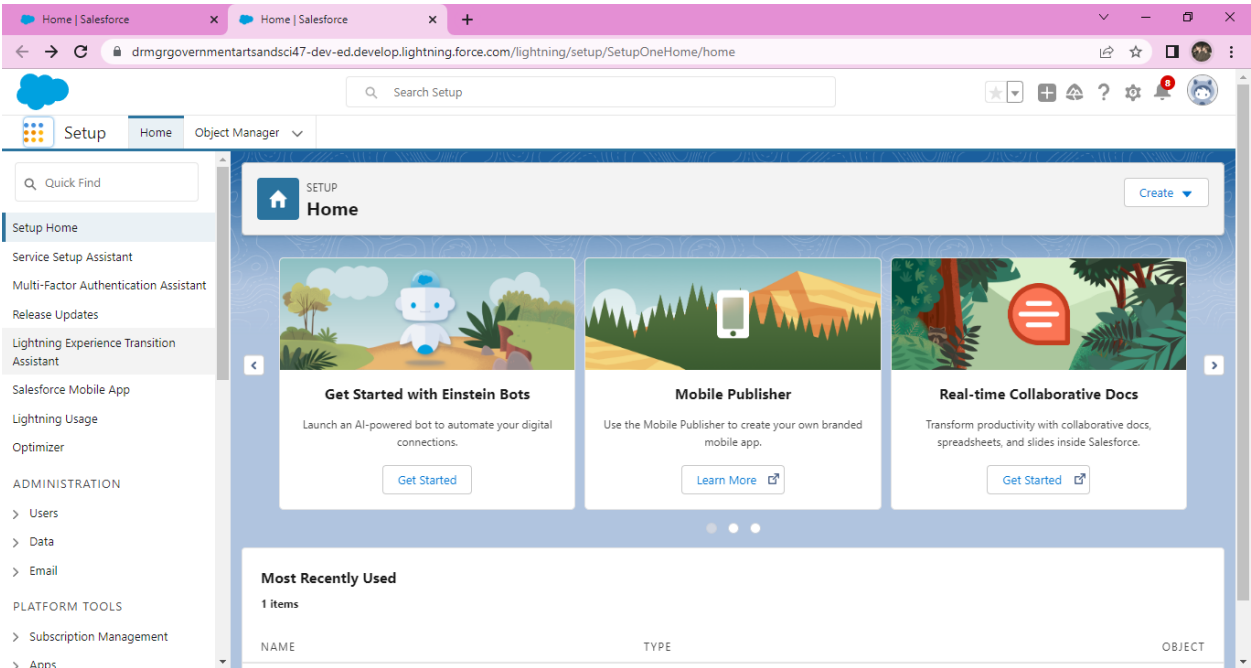 Home | Salesforce
Home | Salesforce
drmgrgovernmentartsandsci47-dev-ed.develop.lightning.force.com/lightning/setup/SetupOneHome/home
Search Setup
8
Setup
Home
Object Manager
Quick Find
Setup Home
Service Setup Assistant
Multi-Factor Authentication Assistant
Release Updates
Lightning Experience Transition
Assistant
Salesforce Mobile App
Lightning Usage
Optimizer
ADMINISTRATION
Users
Data
Email
PLATFORM TOOLS
Subscription Management
Apps
SETUP
Home
Create
Get Started with Einstein Bots
Launch an AI-powered bot to automate your digital
connections.
Get Started
Mobile Publisher
Use the Mobile Publisher to create your own branded
mobile app.
Learn More
Real-time Collaborative Docs
Transform productivity with collaborative docs,
spreadsheets, and slides inside Salesforce.
Get Started
Most Recently Used
1 items
NAME TYPE OBJECT